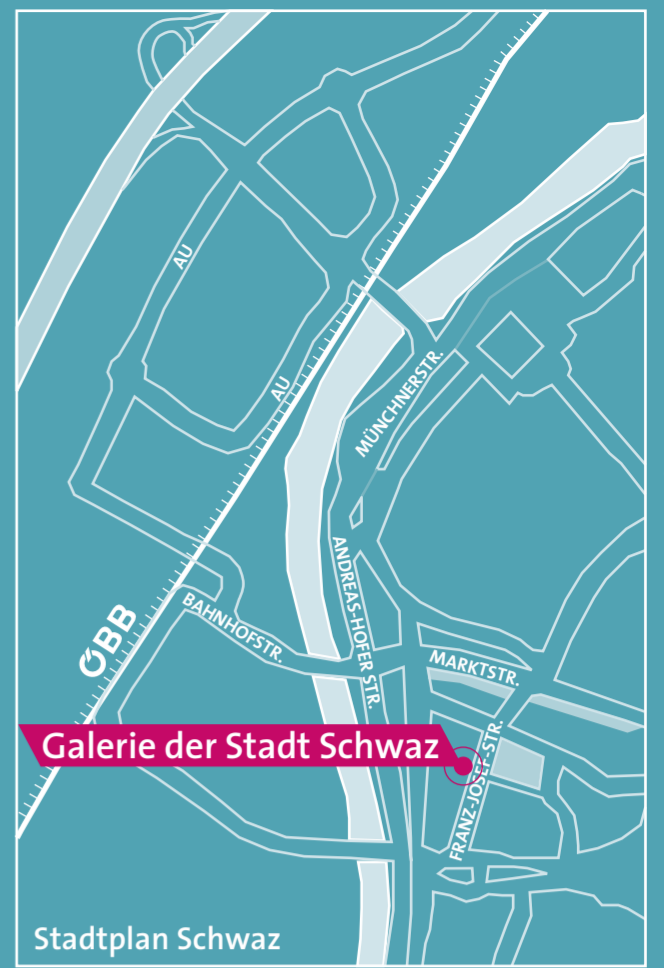 AU
AU
MÜNCHNERSTR.
ANDREAS-HOFER STR.
ÖBB
BAHNHOFSTR.
MARKTSTR.
Galerie der Stadt Schwaz
FRANZ-JOSEF-STR.
Stadtplan Schwaz